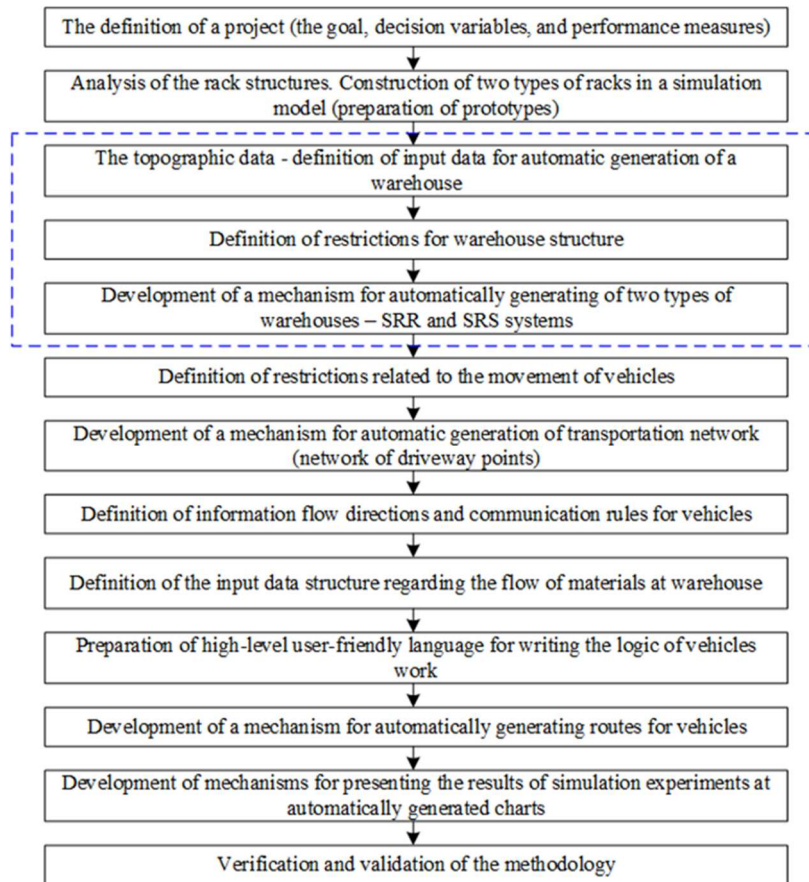 The definition of a project (the goal, decision variables, and performance measures)
Analysis of the rack structures. Construction of two types of racks in a simulation
model (preparation of prototypes)
The topographic data - definition of input data for automatic generation of a
warehouse
Definition of restrictions for warehouse structure
Development of a mechanism for automatically generating of two types of
warehouses – SRR and SRS systems
Definition of restrictions related to the movement of vehicles
Development of a mechanism for automatic generation of transportation network
(network of driveway points)
Definition of information flow directions and communication rules for vehicles
Definition of the input data structure regarding the flow of materials at warehouse
Preparation of high-level user-friendly language for writing the logic of vehicles
work
Development of a mechanism for automatically generating routes for vehicles
Development of mechanisms for presenting the results of simulation experiments at
automatically generated charts
Verification and validation of the methodology